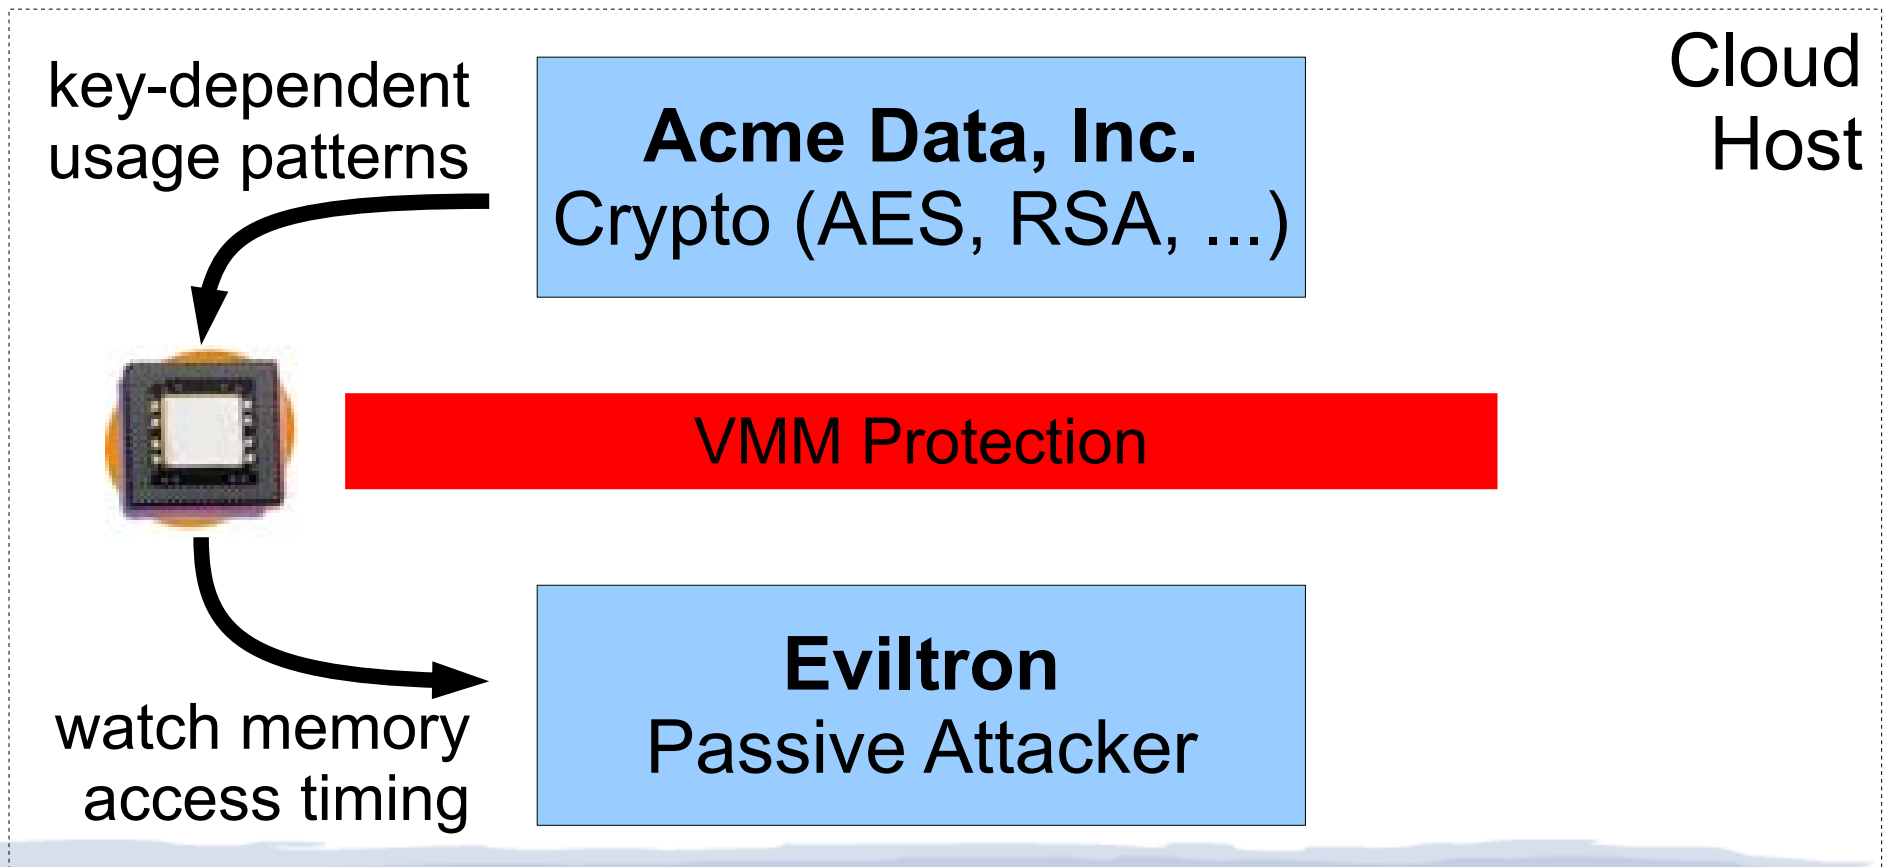 key-dependent
usage patterns
Acme Data, Inc.
Crypto (AES, RSA, ...)
Cloud
Host
VMM Protection
watch memory
access timing
Eviltron
Passive Attacker